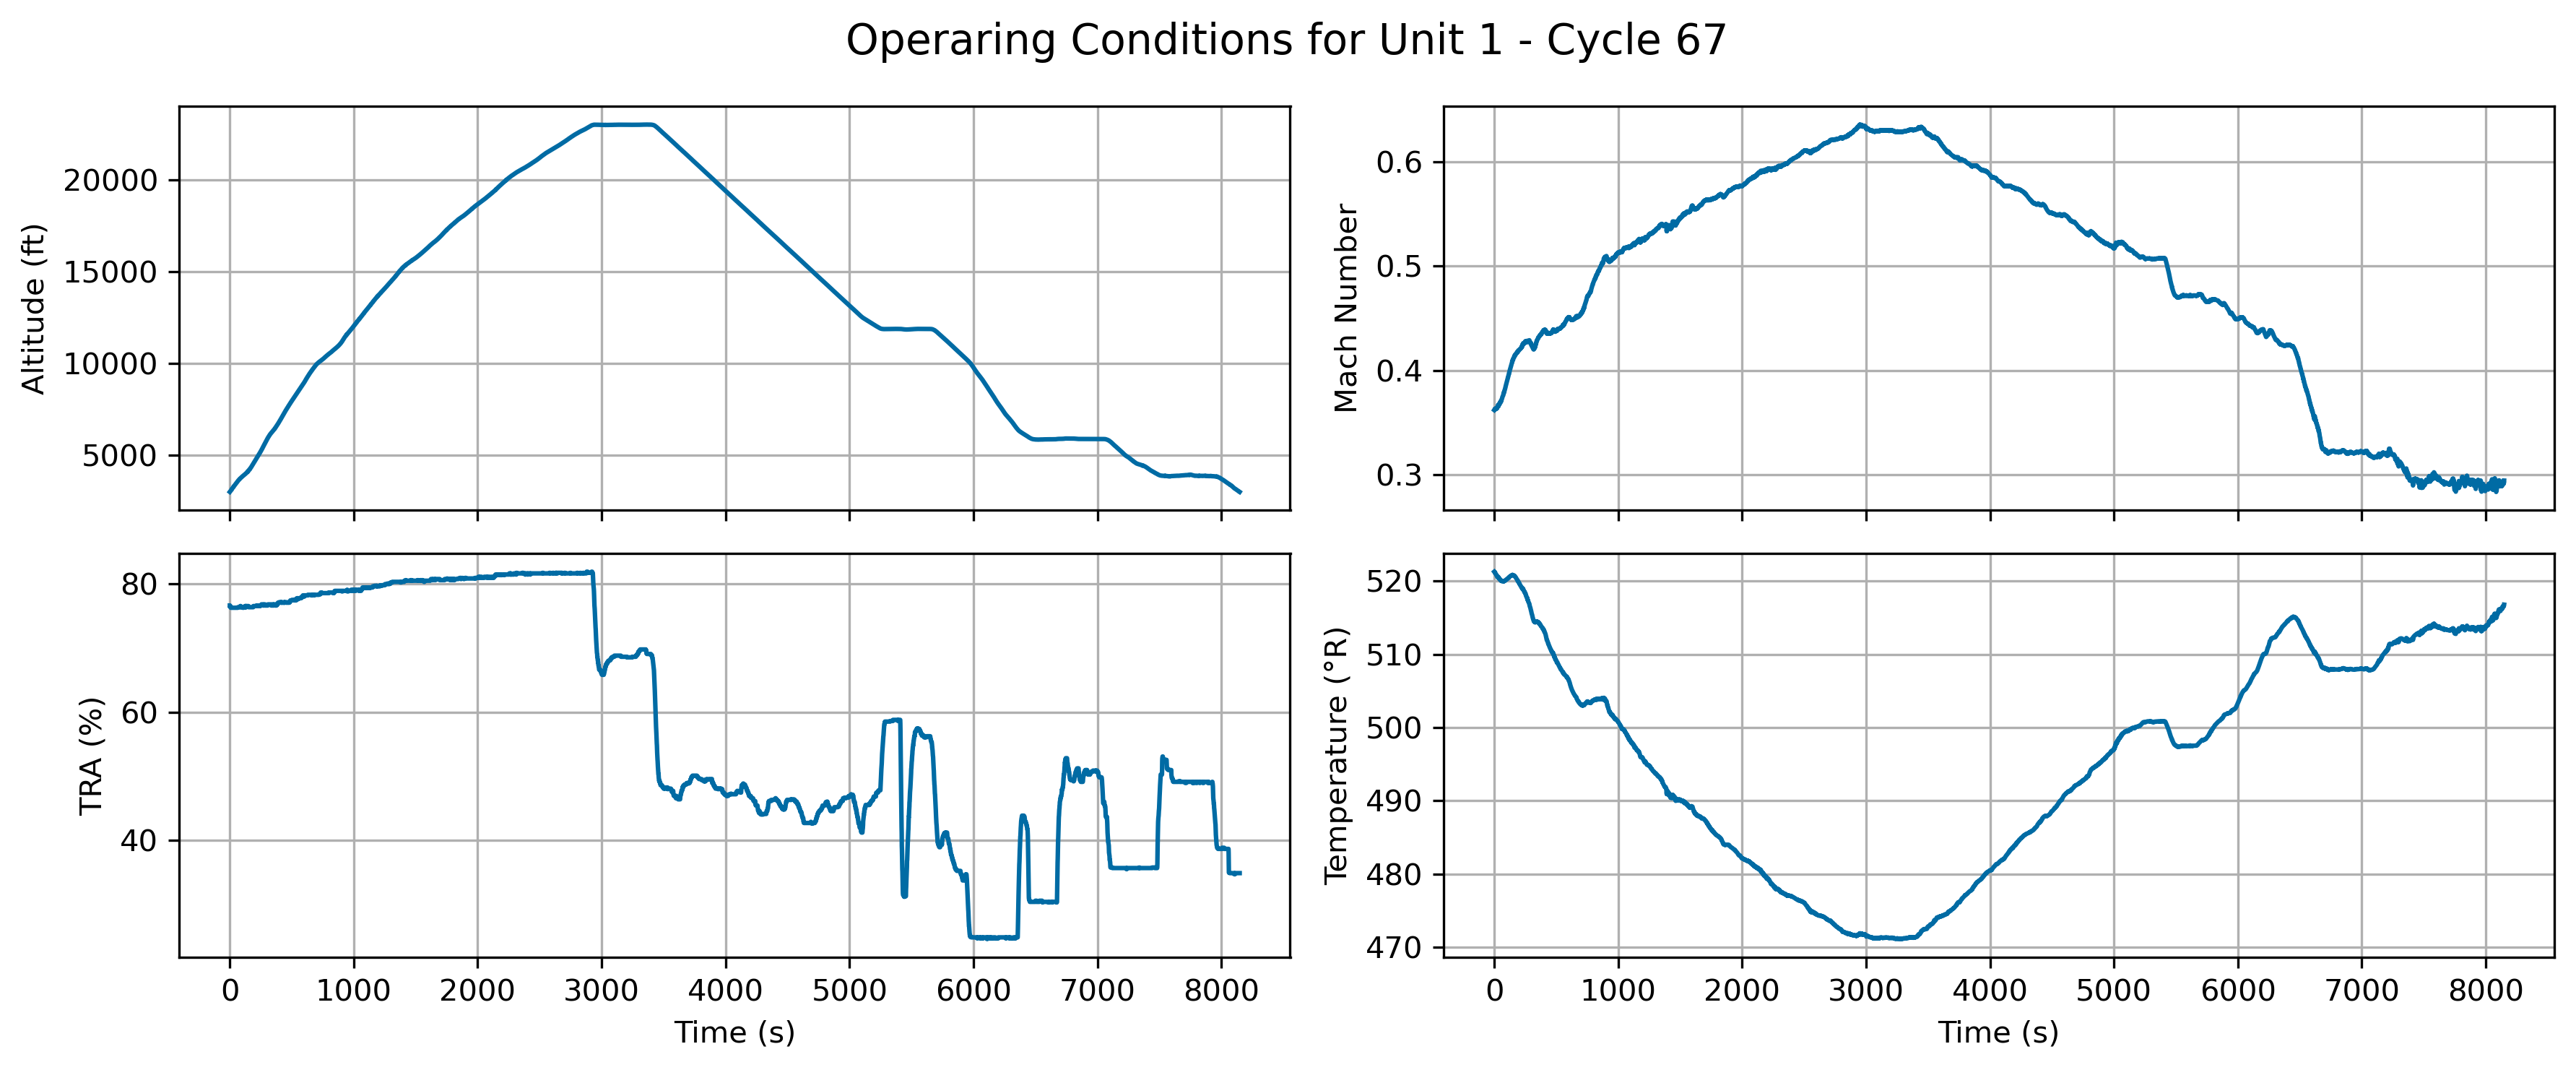 Operaring Conditions for Unit 1 - Cycle 67
Altitude (ft)
20000
15000
10000
5000
Mach Number
0.6
0.5
0.4
0.3
TRA (%)
80
60
40
0 1000 2000 3000 4000 5000 6000 7000 8000
Time (s)
Temperature (°R)
520
510
500
490
480
470
0 1000 2000 3000 4000 5000 6000 7000 8000
Time (s)